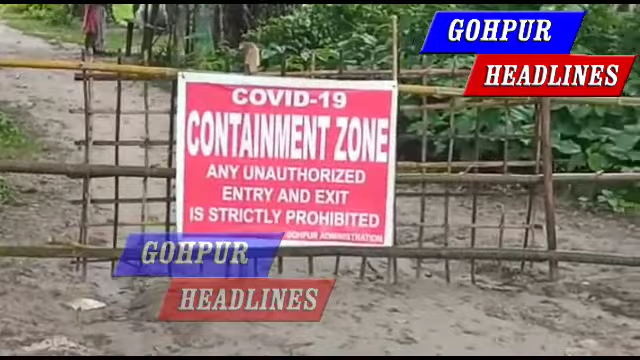 GOHPUR
HEADLINES
COVID-19
CONTAINMENT ZONE
ANY UNAUTHORIZED
ENTRY AND EXIT
IS STRICTLY PROHIBITED
GOHPUR ADMINISTRATION
GOHPUR
HEADLINES